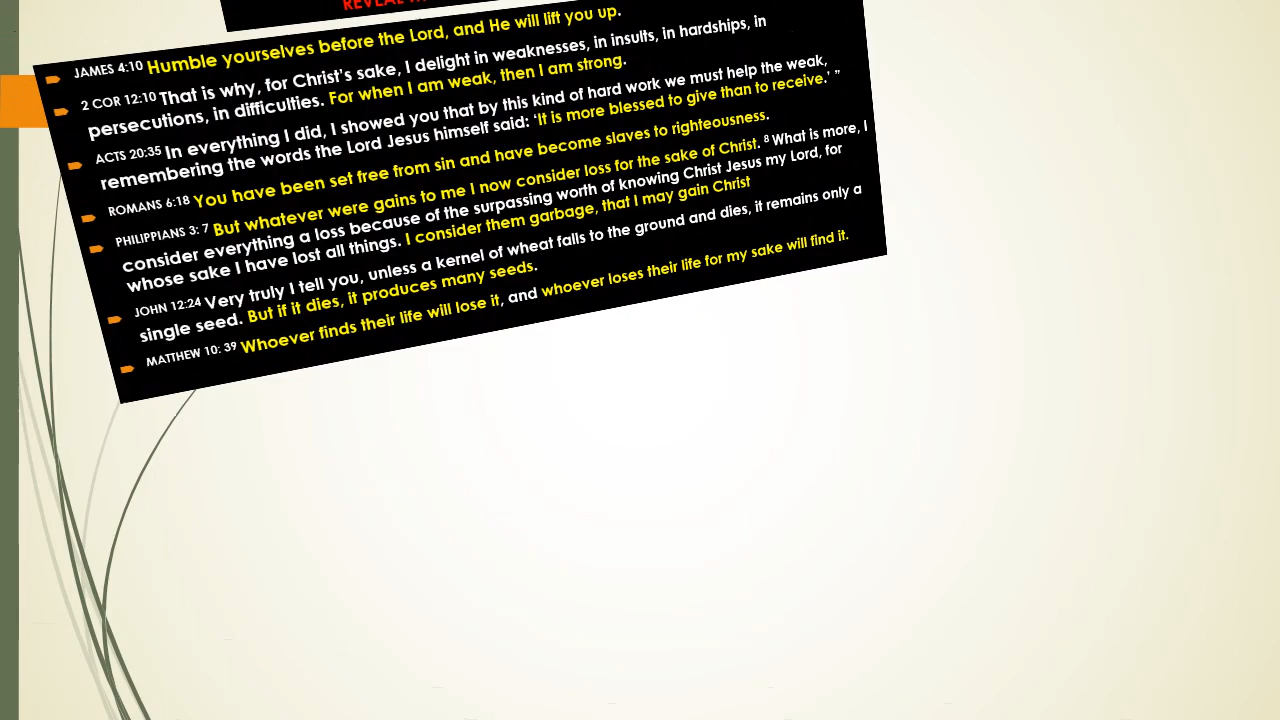 REVEAL
JAMES 4:10 Humble yourselves before the Lord, and He will lift you up.
2 COR 12:10 That is why, for Christ's sake, I delight in weaknesses, in insults, in hardships, in
persecutions, in difficulties. For when I am weak, then I am strong.
ACTS 20:35 In everything I did, I showed you that by this kind of hard work we must help the weak,
remembering the words the Lord Jesus himself said: ‘It is more blessed to give than to receive.’ ”
ROMANS 6:18 You have been set free from sin and have become slaves to righteousness.
PHILIPPIANS 3: 7 But whatever were gains to me I now consider loss for the sake of Christ. 8 What is more, I
consider everything a loss because of the surpassing worth of knowing Christ Jesus my Lord, for
whose sake I have lost all things. I consider them garbage, that I may gain Christ
JOHN 12:24 Very truly I tell you, unless a kernel of wheat falls to the ground and dies, it remains only a
single seed. But if it dies, it produces many seeds.
MATTHEW 10: 39 Whoever finds their life will lose it, and whoever loses their life for my sake will find it.